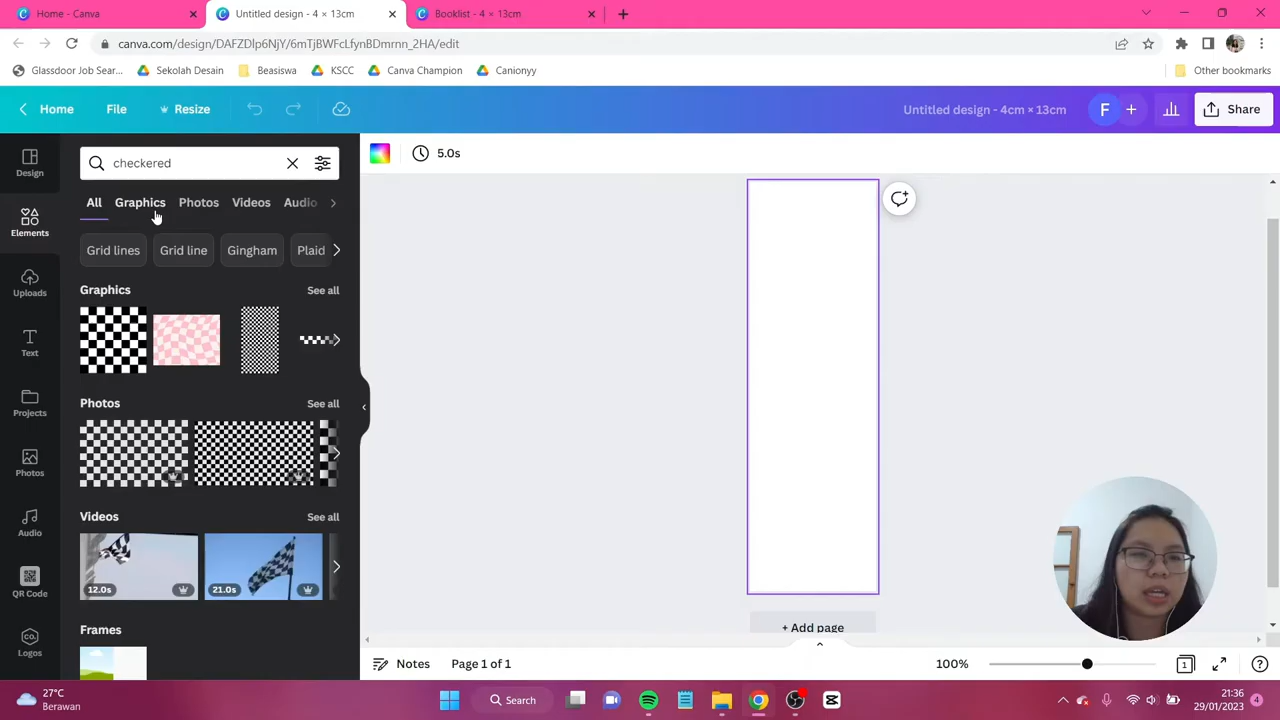 Home - Canva
Untitled design - 4 × 13cm
Booklist - 4 × 13cm
canva.com/design/DAFZDlp6NjY/6mTjBWFcLfynBDmrnn_2HA/edit
Glassdoor Job Sear...
Sekolah Desain
Beasiswa
KSCC
Canva Champion
Canionyy
Other bookmarks
Home
File
Resize
Untitled design - 4cm × 13cm
F
+
Share
Design
Elements
Uploads
Text
Projects
Photos
Audio
QR Code
Logos
CO.
checkered
All
Graphics
Photos
Videos
Audio
Grid lines
Grid line
Gingham
Plaid
Graphics
See all
Photos
See all
Videos
See all
12.0s
21.0s
Frames
5.0s
+ Add page
Notes
Page 1 of 1
100%
1
27°C
Berawan
Search
21:36
29/01/2023
4